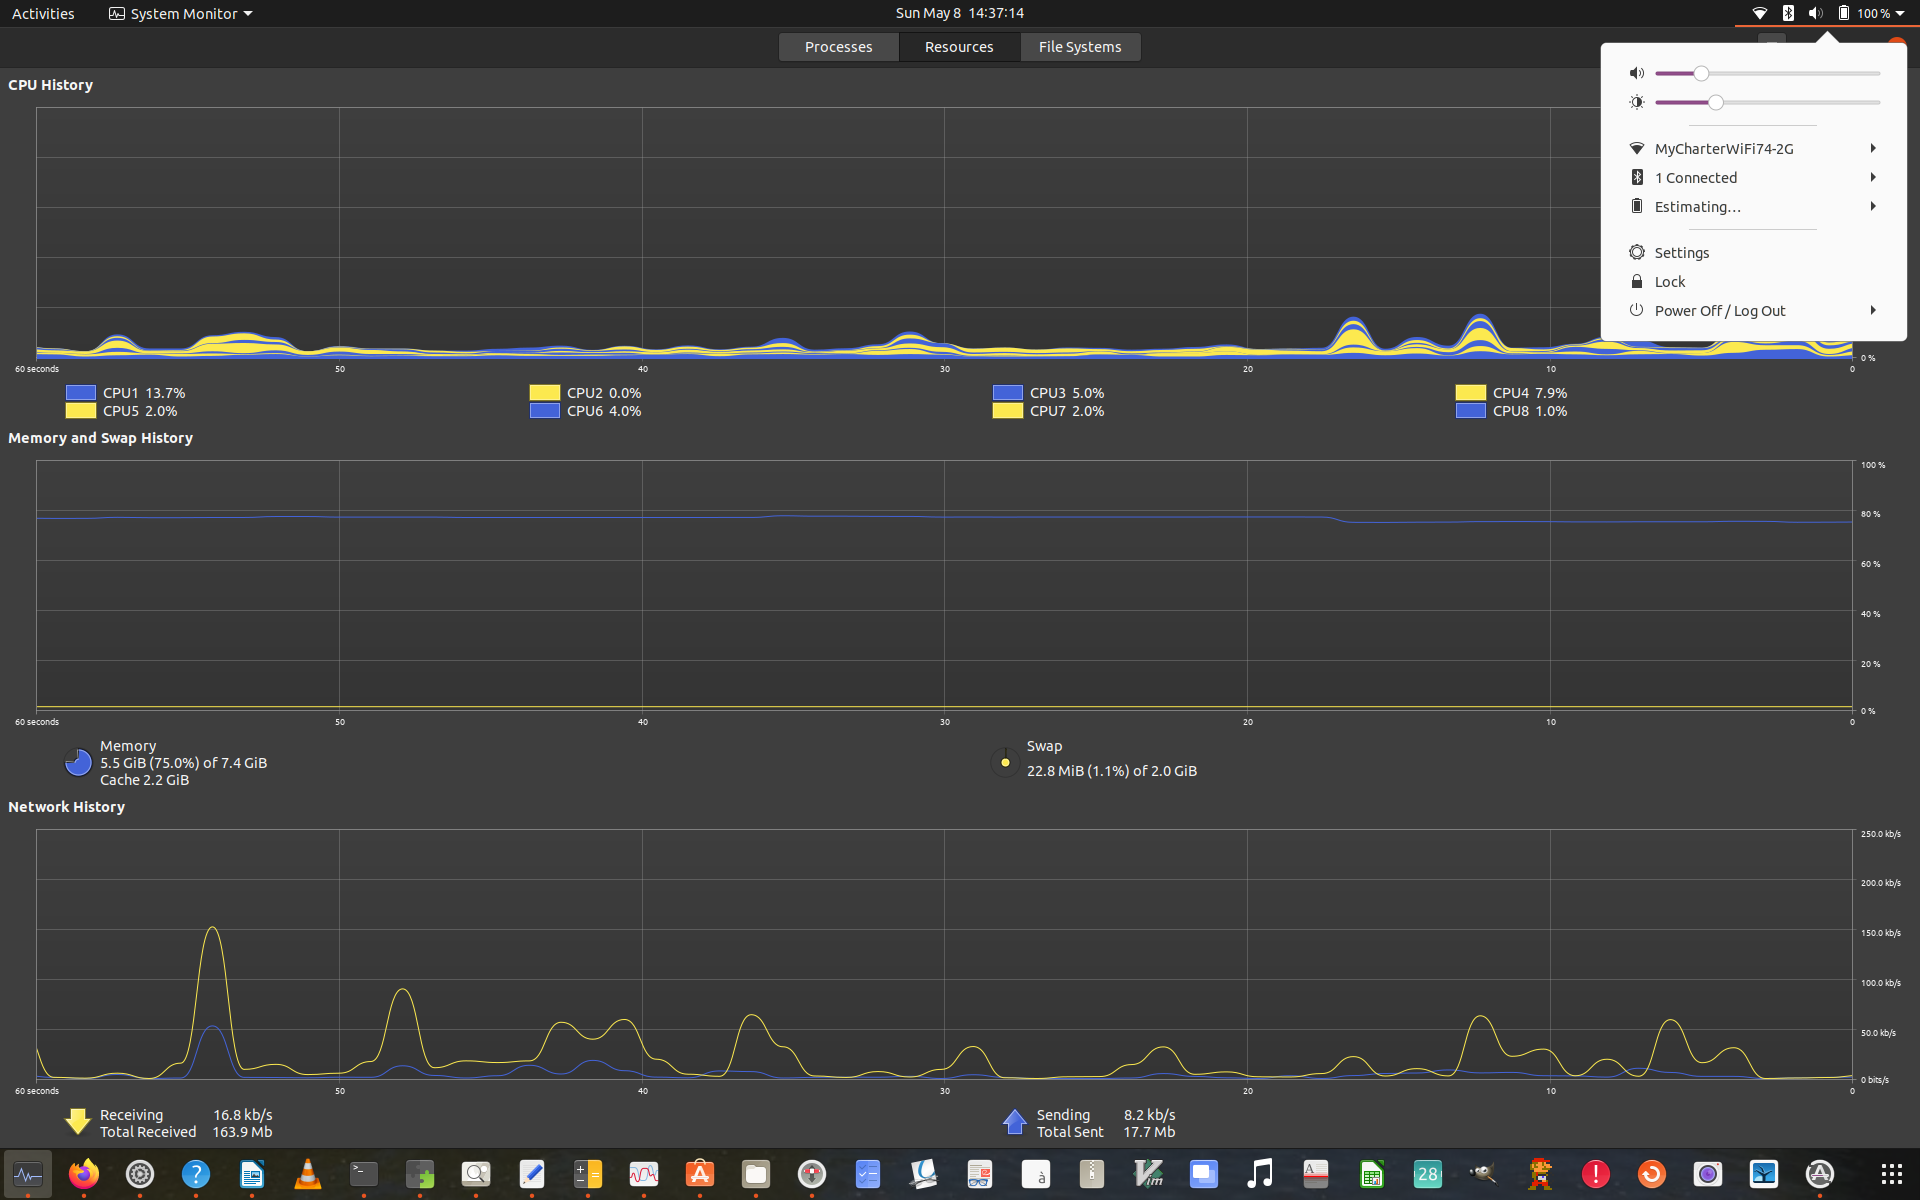 Activities
System Monitor
Sun May 8 14:37:14
100 %
Processes
Resources
File Systems
CPU History
MyCharterWiFi74-2G
1 Connected
Estimating…
Settings
Lock
Power Off / Log Out
0 %
60 seconds 50 40 30 20 10 0
CPU1 13.7% CPU2 0.0% CPU3 5.0% CPU4 7.9%
CPU5 2.0% CPU6 4.0% CPU7 2.0% CPU8 1.0%
Memory and Swap History
100 %
80 %
60 %
40 %
20 %
0 %
60 seconds 50 40 30 20 10 0
Memory
5.5 GiB (75.0%) of 7.4 GiB
Cache 2.2 GiB
Swap
22.8 MiB (1.1%) of 2.0 GiB
Network History
250.0 kb/s
200.0 kb/s
150.0 kb/s
100.0 kb/s
50.0 kb/s
0 bits/s
60 seconds 50 40 30 20 10 0
Receiving 16.8 kb/s
Total Received 163.9 Mb
Sending 8.2 kb/s
Total Sent 17.7 Mb
?
>_
A
à
Vim
A
28
!